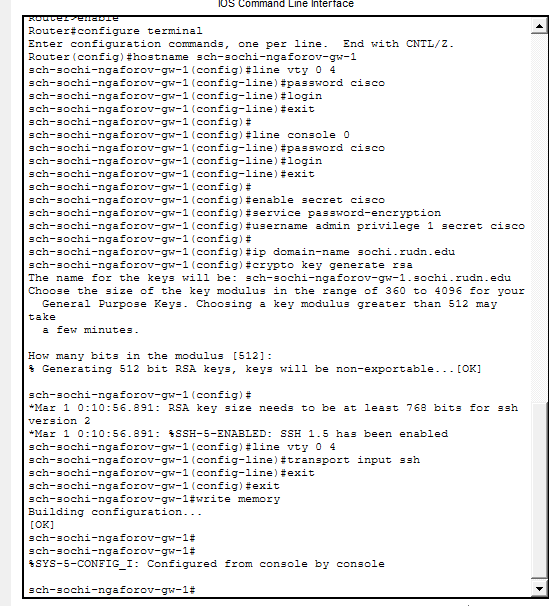 IOS Command Line Interface
Router>enable
Router#configure terminal
Enter configuration commands, one per line.  End with CNTL/Z.
Router(config)#hostname sch-sochi-ngaforov-gw-1
sch-sochi-ngaforov-gw-1(config)#line vty 0 4
sch-sochi-ngaforov-gw-1(config-line)#password cisco
sch-sochi-ngaforov-gw-1(config-line)#login
sch-sochi-ngaforov-gw-1(config-line)#exit
sch-sochi-ngaforov-gw-1(config)#
sch-sochi-ngaforov-gw-1(config)#line console 0
sch-sochi-ngaforov-gw-1(config-line)#password cisco
sch-sochi-ngaforov-gw-1(config-line)#login
sch-sochi-ngaforov-gw-1(config-line)#exit
sch-sochi-ngaforov-gw-1(config)#
sch-sochi-ngaforov-gw-1(config)#enable secret cisco
sch-sochi-ngaforov-gw-1(config)#service password-encryption
sch-sochi-ngaforov-gw-1(config)#username admin privilege 1 secret cisco
sch-sochi-ngaforov-gw-1(config)#
sch-sochi-ngaforov-gw-1(config)#ip domain-name sochi.rudn.edu
sch-sochi-ngaforov-gw-1(config)#crypto key generate rsa
The name for the keys will be: sch-sochi-ngaforov-gw-1.sochi.rudn.edu
Choose the size of the key modulus in the range of 360 to 4096 for your
  General Purpose Keys. Choosing a key modulus greater than 512 may
take
  a few minutes.

How many bits in the modulus [512]:
% Generating 512 bit RSA keys, keys will be non-exportable...[OK]

sch-sochi-ngaforov-gw-1(config)#
*Mar 1 0:10:56.891: RSA key size needs to be at least 768 bits for ssh
version 2
*Mar 1 0:10:56.891: %SSH-5-ENABLED: SSH 1.5 has been enabled
sch-sochi-ngaforov-gw-1(config)#line vty 0 4
sch-sochi-ngaforov-gw-1(config-line)#transport input ssh
sch-sochi-ngaforov-gw-1(config-line)#exit
sch-sochi-ngaforov-gw-1(config)#exit
sch-sochi-ngaforov-gw-1#write memory
Building configuration...
[OK]
sch-sochi-ngaforov-gw-1#
sch-sochi-ngaforov-gw-1#
%SYS-5-CONFIG_I: Configured from console by console

sch-sochi-ngaforov-gw-1#